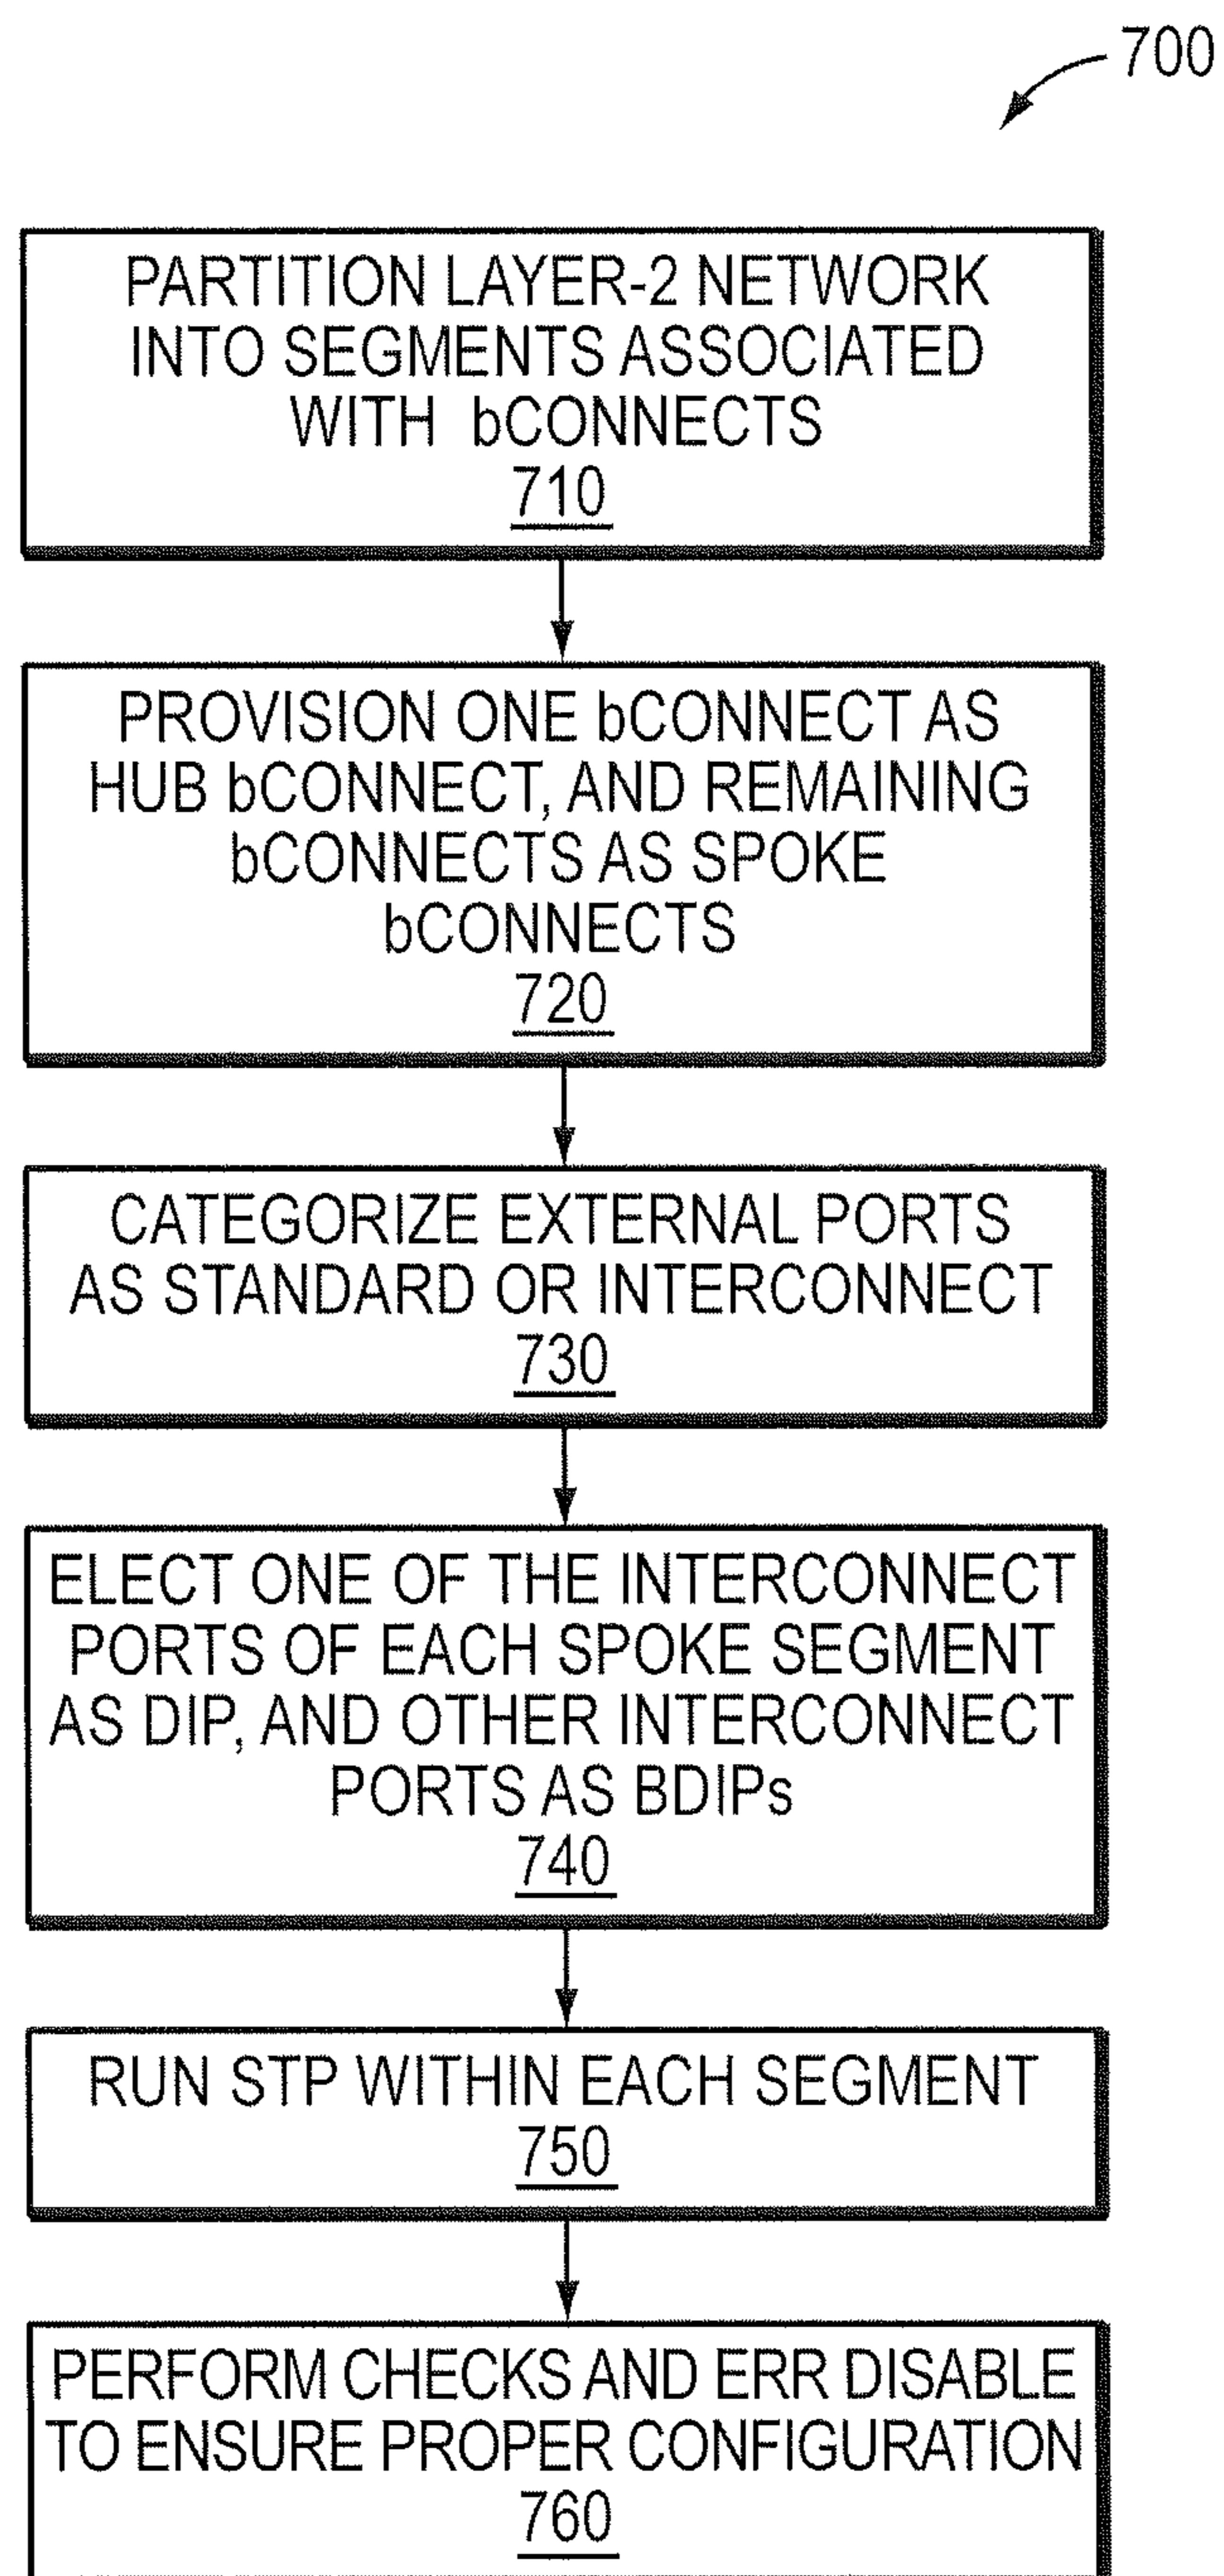 700
PARTITION LAYER-2 NETWORK
INTO SEGMENTS ASSOCIATED
WITH bCONNECTS
710
PROVISION ONE bCONNECT AS
HUB bCONNECT, AND REMAINING
bCONNECTS AS SPOKE
bCONNECTS
720
CATEGORIZE EXTERNAL PORTS
AS STANDARD OR INTERCONNECT
730
ELECT ONE OF THE INTERCONNECT
PORTS OF EACH SPOKE SEGMENT
AS DIP, AND OTHER INTERCONNECT
PORTS AS BDIPs
740
RUN STP WITHIN EACH SEGMENT
750
PERFORM CHECKS AND ERR DISABLE
TO ENSURE PROPER CONFIGURATION
760